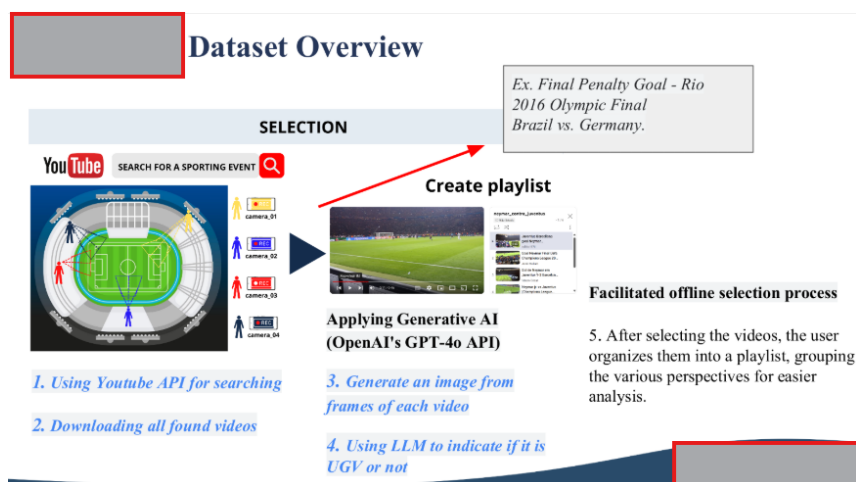 Dataset Overview
Ex. Final Penalty Goal - Rio
2016 Olympic Final
Brazil vs. Germany.
SELECTION
YouTube
SEARCH FOR A SPORTING EVENT
camera_01
REC
camera_02
REC
camera_03
REC
camera_04
Create playlist
neymar_santos_juventus
Applying Generative AI
(OpenAI's GPT-4o API)
1. Using Youtube API for searching
2. Downloading all found videos
3. Generate an image from
frames of each video
4. Using LLM to indicate if it is
UGV or not
Facilitated offline selection process
5. After selecting the videos, the user
organizes them into a playlist, grouping
the various perspectives for easier
analysis.